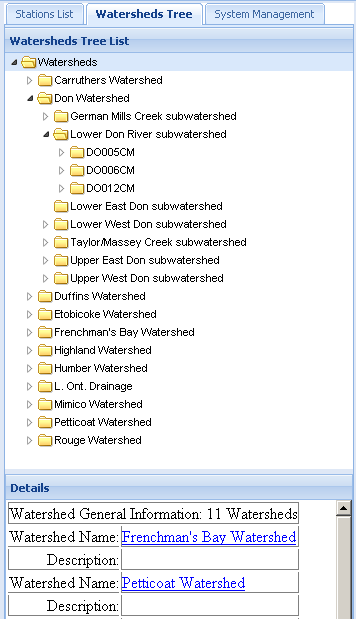 Stations List Watersheds Tree System Management
Watersheds Tree List
Watersheds
Carruthers Watershed
Don Watershed
German Mills Creek subwatershed
Lower Don River subwatershed
DO005CM
DO006CM
DO012CM
Lower East Don subwatershed
Lower West Don subwatershed
Taylor/Massey Creek subwatershed
Upper East Don subwatershed
Upper West Don subwatershed
Duffins Watershed
Etobicoke Watershed
Frenchman's Bay Watershed
Highland Watershed
Humber Watershed
L. Ont. Drainage
Mimico Watershed
Petticoat Watershed
Rouge Watershed
Details
Watershed General Information: 11 Watersheds
Watershed Name: Frenchman's Bay Watershed
Description:
Watershed Name: Petticoat Watershed
Description: